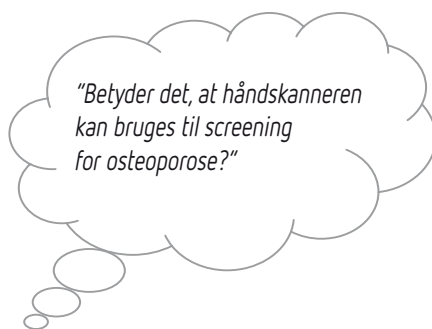 "Betyder det, at håndskanneren
kan bruges til screening
for osteoporose?"